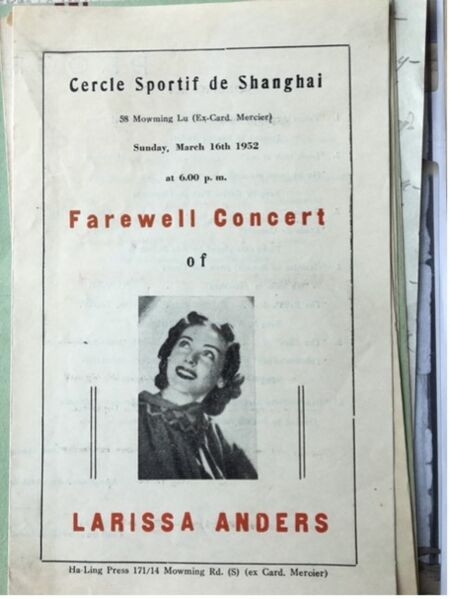 Cercle Sportif de Shanghai
58 Mowming Lu (Ex-Card. Mercier)
Sunday, March 16th 1952
at 6.00 p. m.
Farewell Concert
of
LARISSA ANDERS
Ha-Ling Press 171/14 Mowming Rd. (S) (ex Card. Mercier)